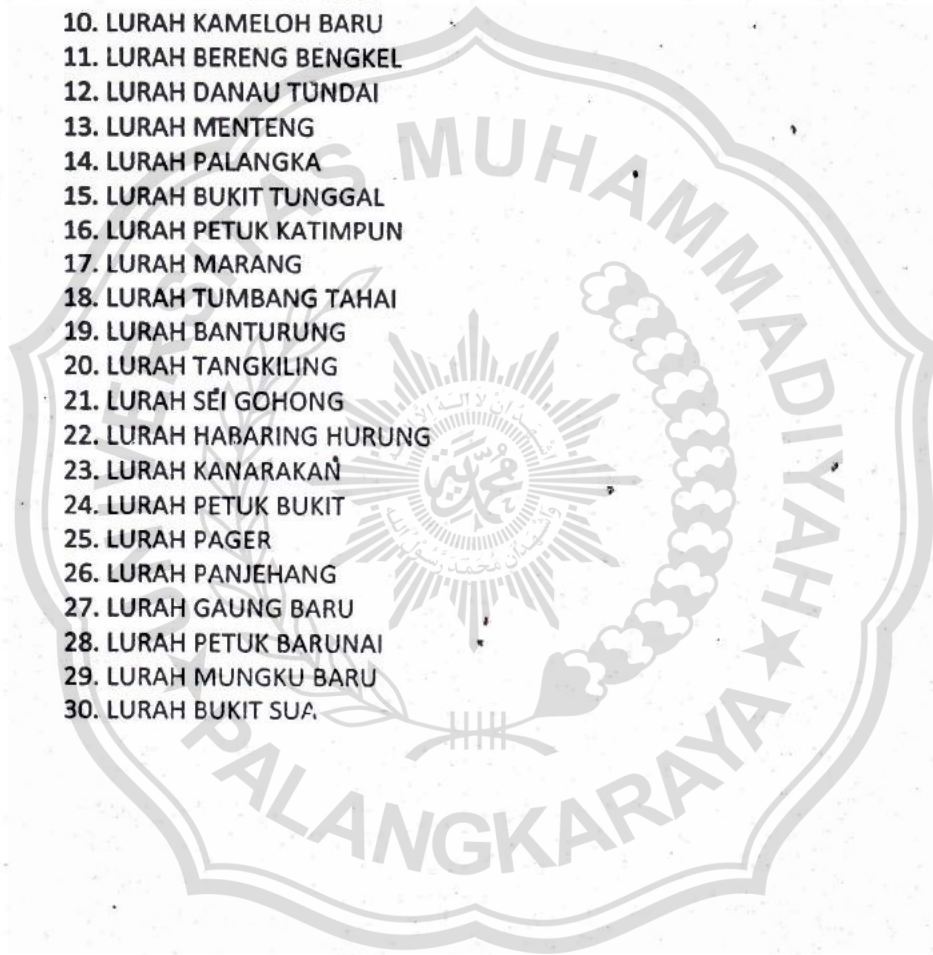 10. LURAH KAMELOH BARU
11. LURAH BERENG BENGKEL
12. LURAH DANAU TUNDAI
13. LURAH MENTENG
14. LURAH PALANGKA
15. LURAH BUKIT TUNGGAL
16. LURAH PETUK KATIMPUN
17. LURAH MARANG
18. LURAH TUMBANG TAHAI
19. LURAH BANTURUNG
20. LURAH TANGKILING
21. LURAH SEI GOHONG
22. LURAH HABARING HURUNG
23. LURAH KANARAKAN
24. LURAH PETUK BUKIT
25. LURAH PAGER
26. LURAH PANJEHANG
27. LURAH GAUNG BARU
28. LURAH PETUK BARUNAI
29. LURAH MUNGKU BARU
30. LURAH BUKIT SUA
UNIVERSITAS MUHAMMADIYAH
PALANGKARAYA